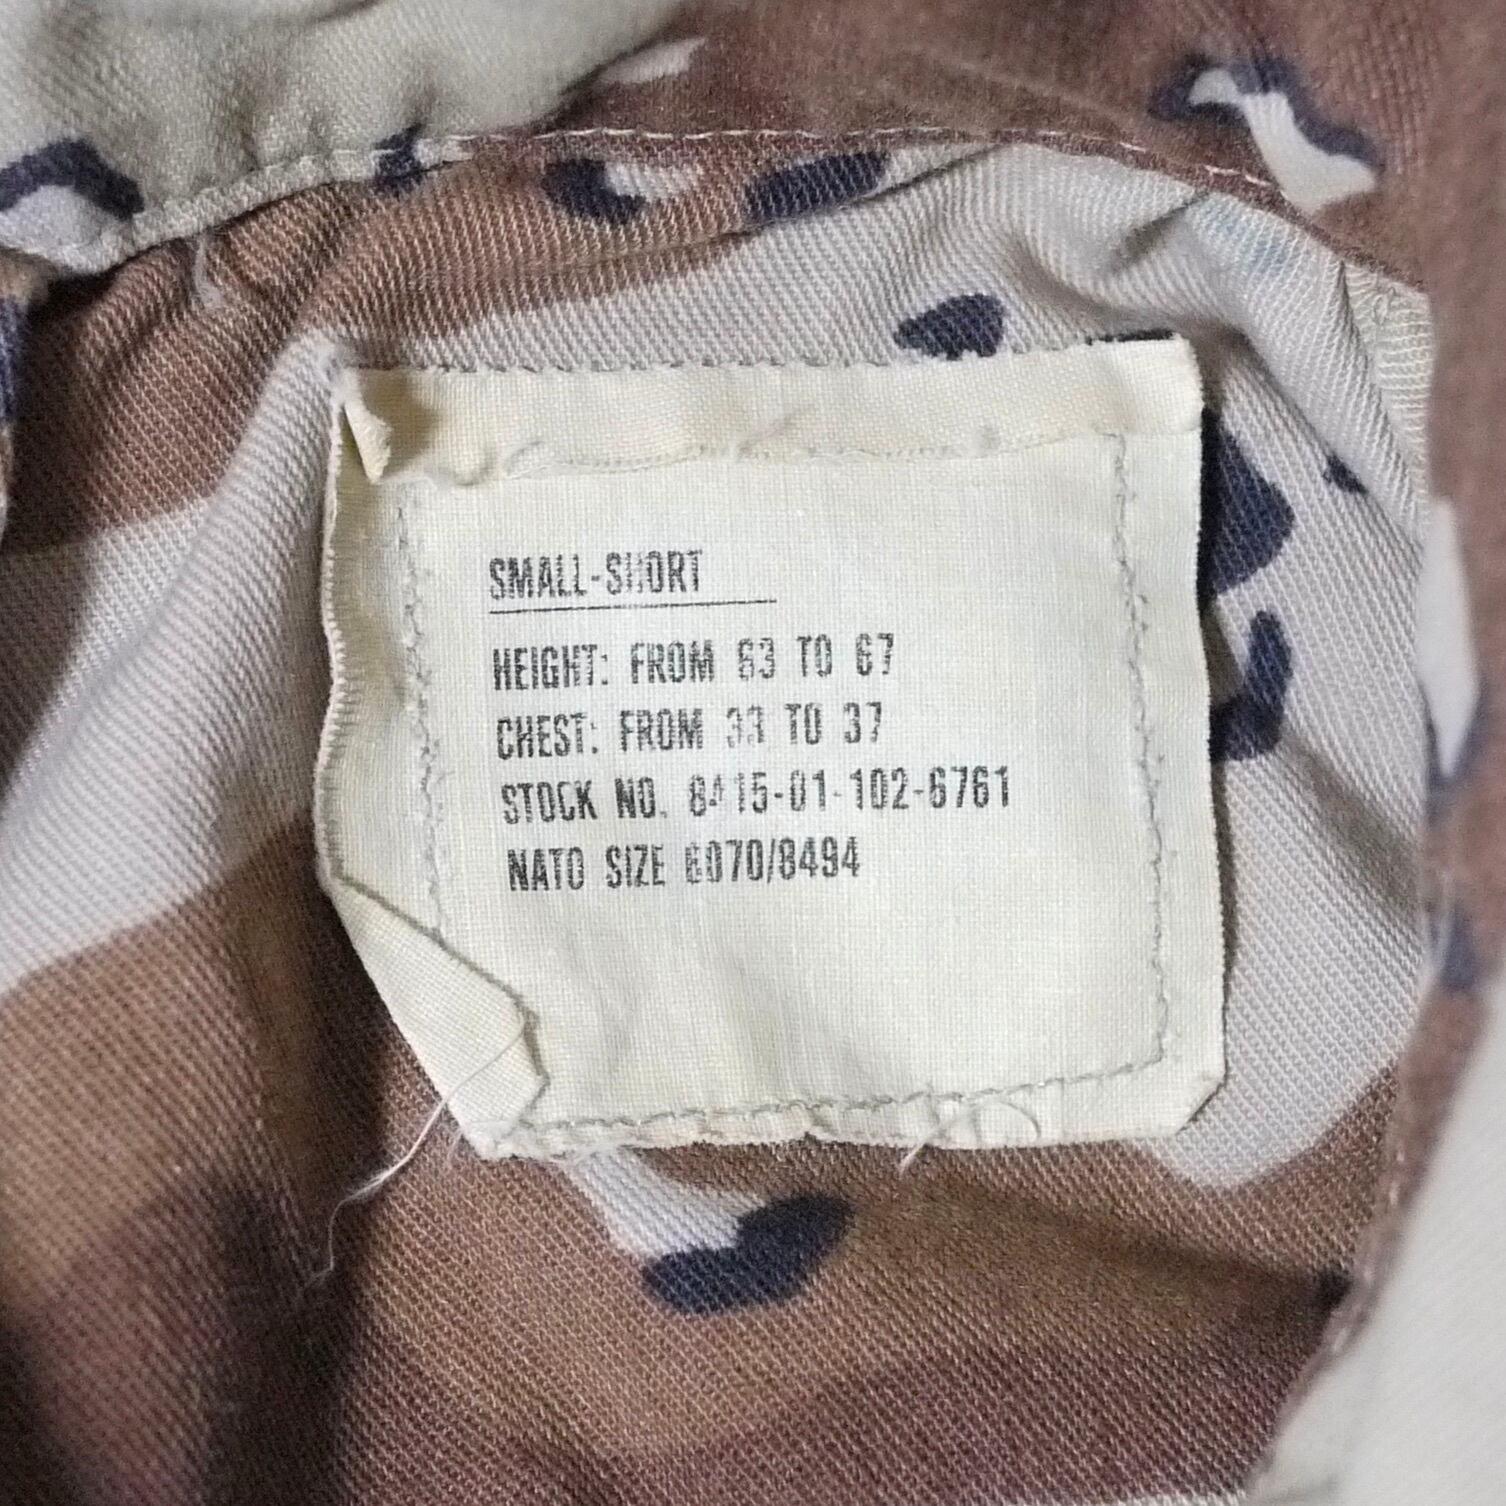 SMALL-SHORT
HEIGHT: FROM 63 TO 67
CHEST: FROM 33 TO 37
STOCK NO. 8415-01-102-6761
NATO SIZE 6070/8494